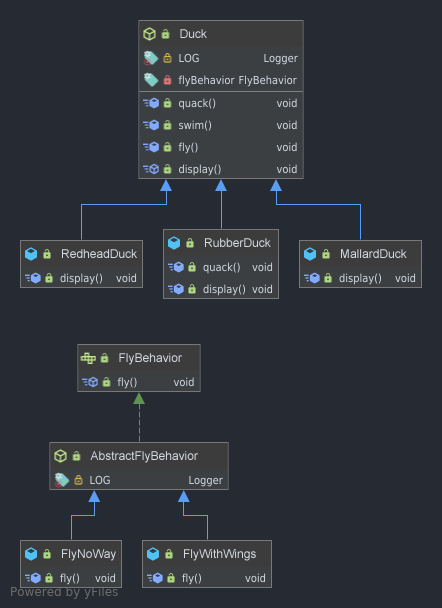 Duck
LOG Logger
flyBehavior FlyBehavior
quack() void
swim() void
fly() void
display() void
RedheadDuck
display() void
RubberDuck
quack() void
display() void
MallardDuck
display() void
FlyBehavior
fly() void
AbstractFlyBehavior
LOG Logger
FlyNoWay
fly() void
FlyWithWings
fly() void
Powered by yFiles